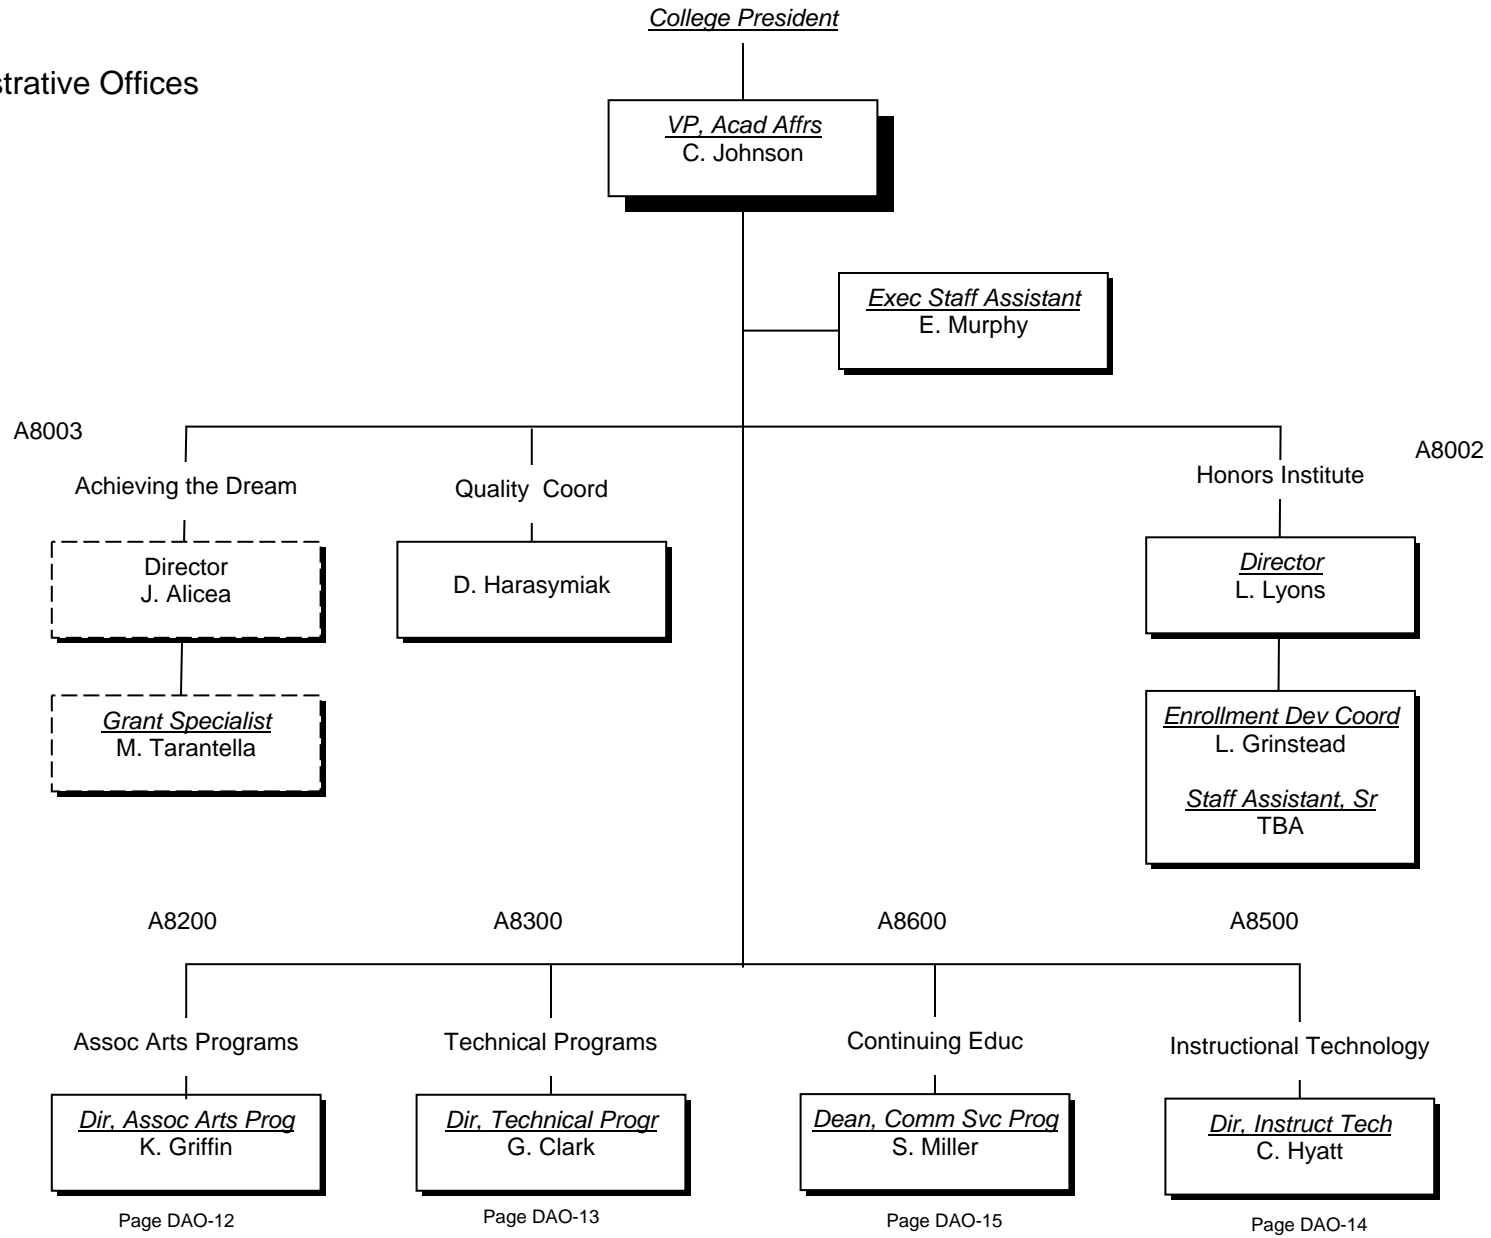 College President
strative Offices
VP, Acad Affrs
C. Johnson
Exec Staff Assistant
E. Murphy
A8003
A8002
Achieving the Dream
Quality  Coord
Honors Institute
Director
J. Alicea
D. Harasymiak
Director
L. Lyons
Grant Specialist
M. Tarantella
Enrollment Dev Coord
L. Grinstead
Staff Assistant, Sr
TBA
A8200
A8300
A8600
A8500
Assoc Arts Programs
Technical Programs
Continuing Educ
Instructional Technology
Dir, Assoc Arts Prog
K. Griffin
Dir, Technical Progr
G. Clark
Dean, Comm Svc Prog
S. Miller
Dir, Instruct Tech
C. Hyatt
Page DAO-12
Page DAO-13
Page DAO-15
Page DAO-14